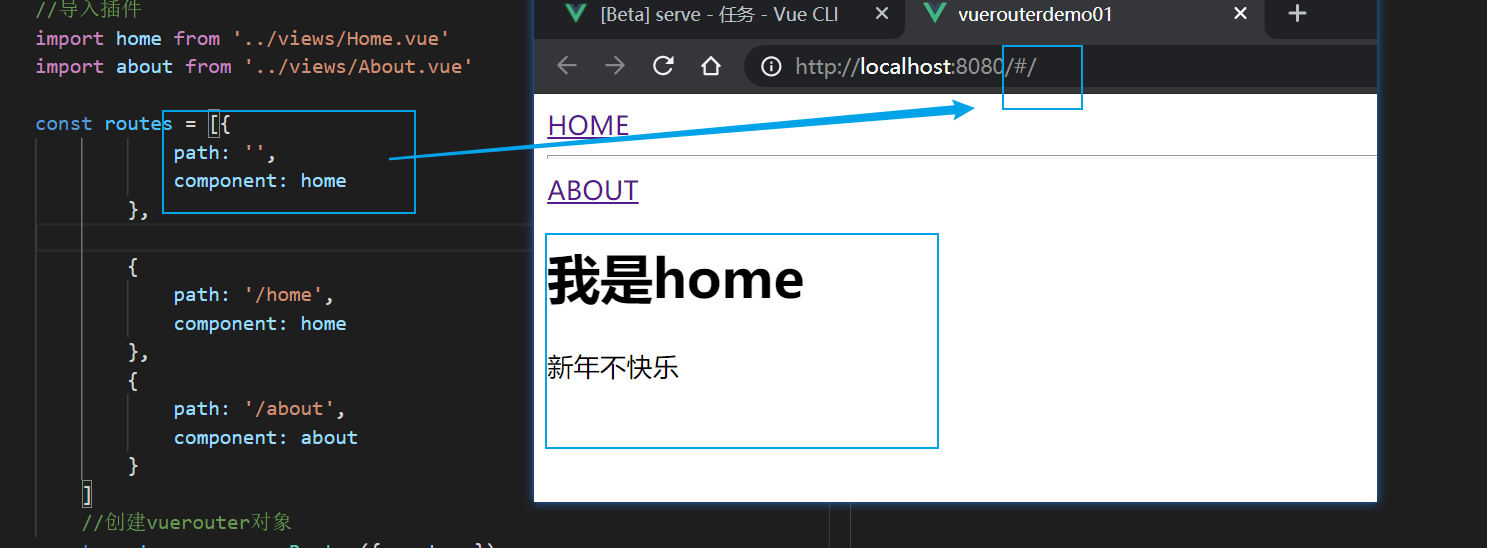 //导入插件
import home from '../views/Home.vue'
import about from '../views/About.vue'
const routes = [{
path: '',
component: home
},
{
path: '/home',
component: home
},
{
path: '/about',
component: about
}
]
//创建vuerouter对象
[Beta] serve - 任务 - Vue CLI
vuerouterdemo01
http://localhost:8080/#/
HOME
ABOUT
我是home
新年不快乐